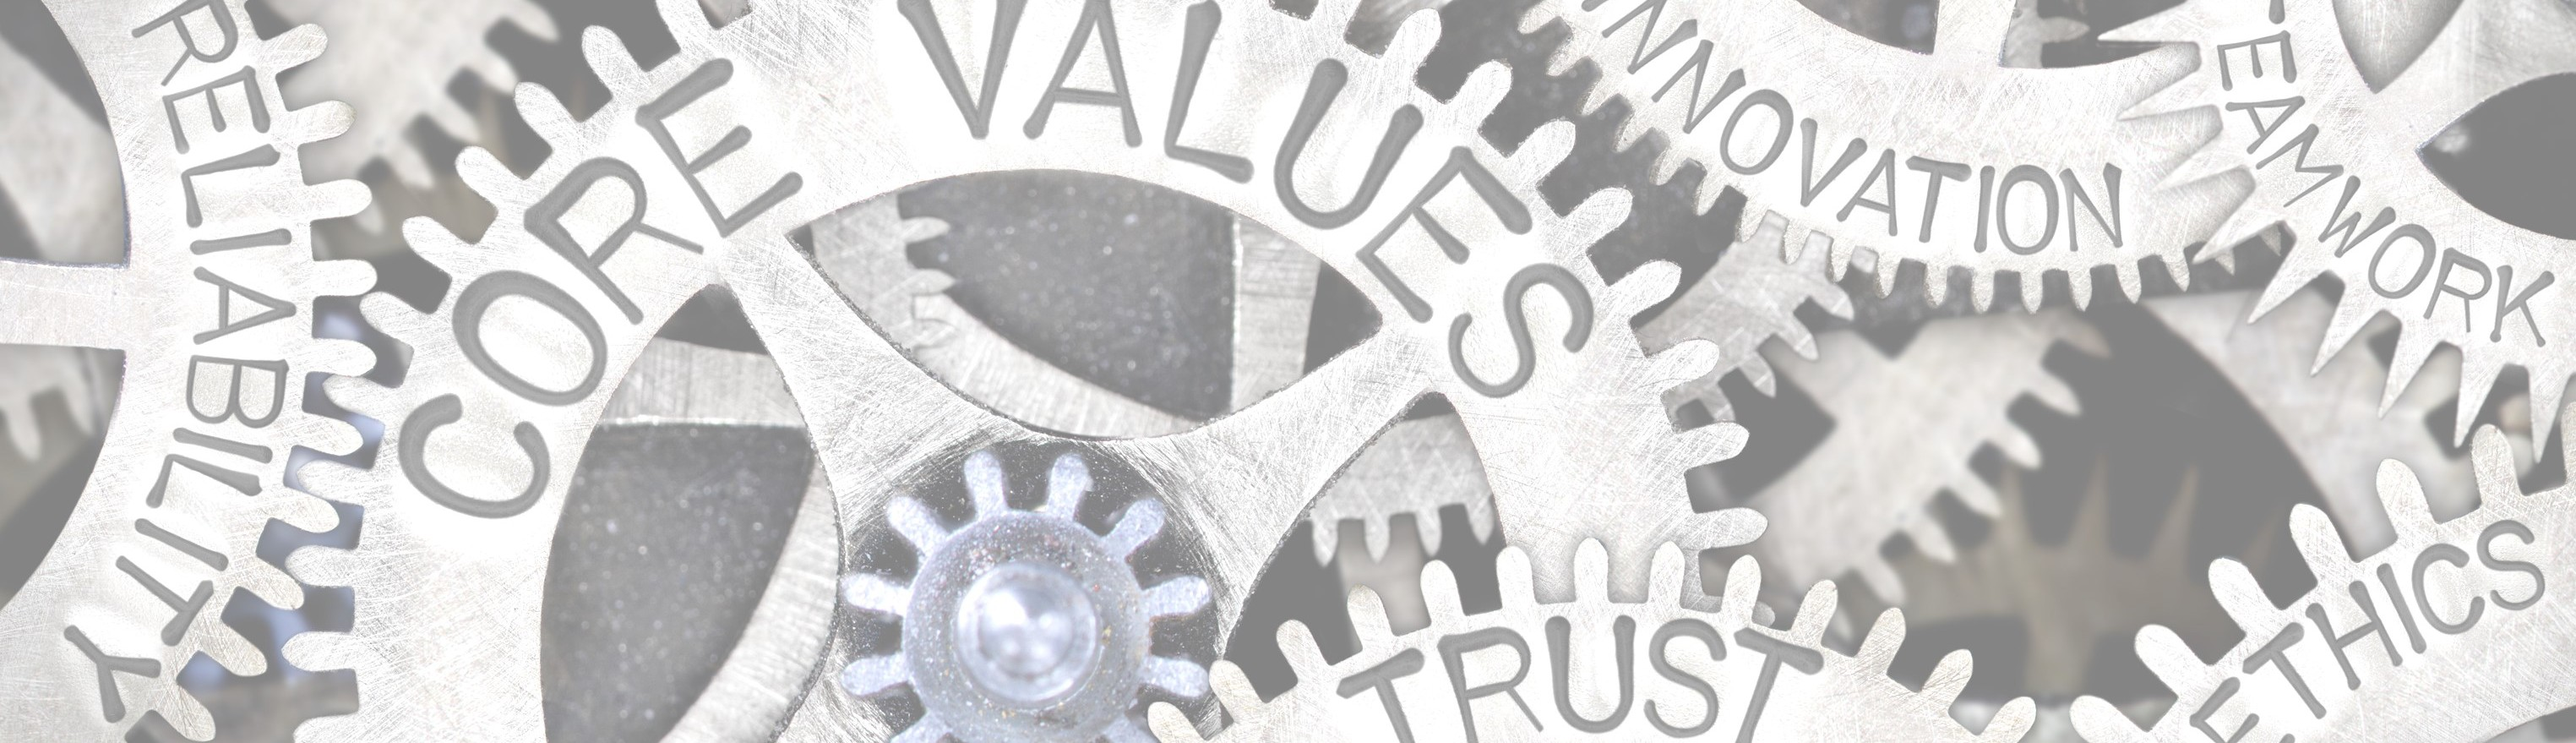 RELIABILITY
CORE VALUES
INNOVATION
TEAMWORK
TRUST
ETHICS